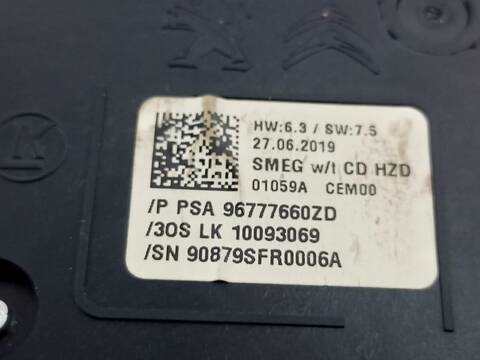 HW:6.3 / SW:7.5
27.06.2019
SMEG w/t CD HZD
01059A CEM00
/P PSA 96777660ZD
/3OS LK 10093069
/SN 90879SFR0006A
K